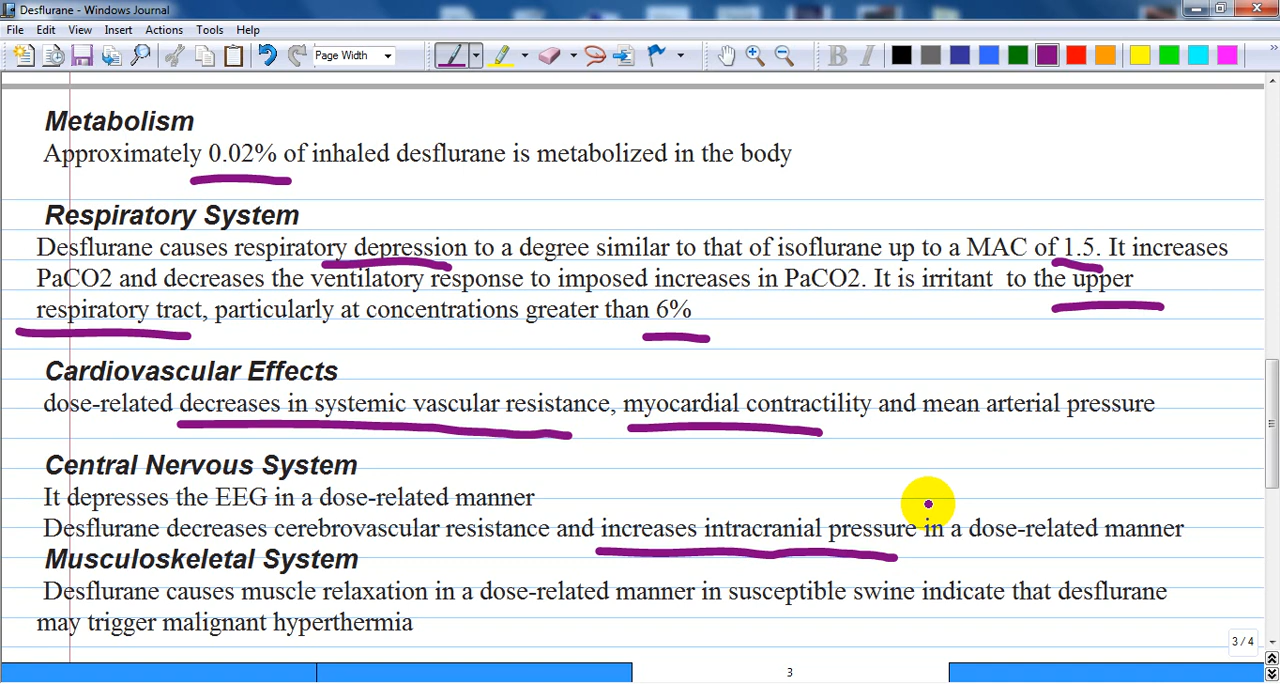 Desflurane - Windows Journal
File Edit View Insert Actions Tools Help
Page Width
B I
Metabolism
Approximately 0.02% of inhaled desflurane is metabolized in the body
Respiratory System
Desflurane causes respiratory depression to a degree similar to that of isoflurane up to a MAC of 1.5. It increases
PaCO2 and decreases the ventilatory response to imposed increases in PaCO2. It is irritant to the upper
respiratory tract, particularly at concentrations greater than 6%
Cardiovascular Effects
dose-related decreases in systemic vascular resistance, myocardial contractility and mean arterial pressure
Central Nervous System
It depresses the EEG in a dose-related manner
Desflurane decreases cerebrovascular resistance and increases intracranial pressure in a dose-related manner
Musculoskeletal System
Desflurane causes muscle relaxation in a dose-related manner in susceptible swine indicate that desflurane
may trigger malignant hyperthermia
3 / 4
3